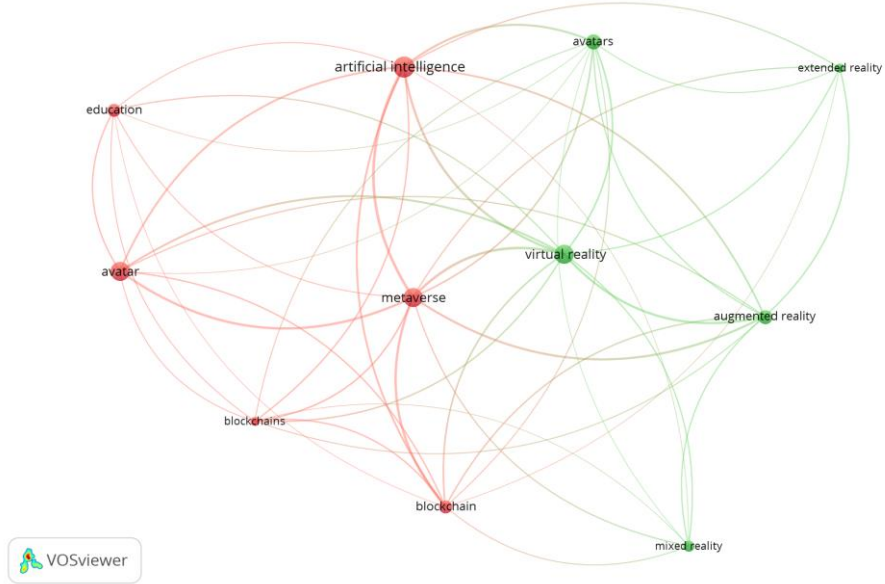 avatars
artificial intelligence
extended reality
education
virtual reality
avatar
metaverse
augmented reality
blockchains
blockchain
mixed reality
VOSviewer